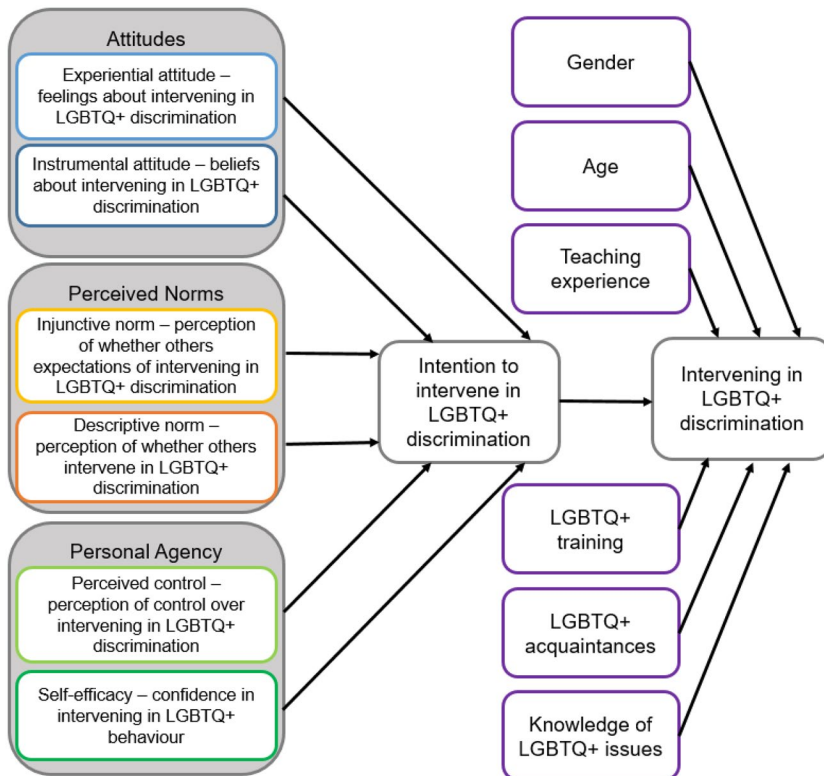 Attitudes
Experiential attitude –
feelings about intervening in
LGBTQ+ discrimination
Instrumental attitude – beliefs
about intervening in LGBTQ+
discrimination
Perceived Norms
Injunctive norm – perception
of whether others
expectations of intervening in
LGBTQ+ discrimination
Descriptive norm –
perception of whether others
intervene in LGBTQ+
discrimination
Personal Agency
Perceived control –
perception of control over
intervening in LGBTQ+
discrimination
Self-efficacy – confidence in
intervening in LGBTQ+
behaviour
Intention to
intervene in
LGBTQ+
discrimination
Gender
Age
Teaching
experience
Intervening in
LGBTQ+
discrimination
LGBTQ+
training
LGBTQ+
acquaintances
Knowledge of
LGBTQ+ issues